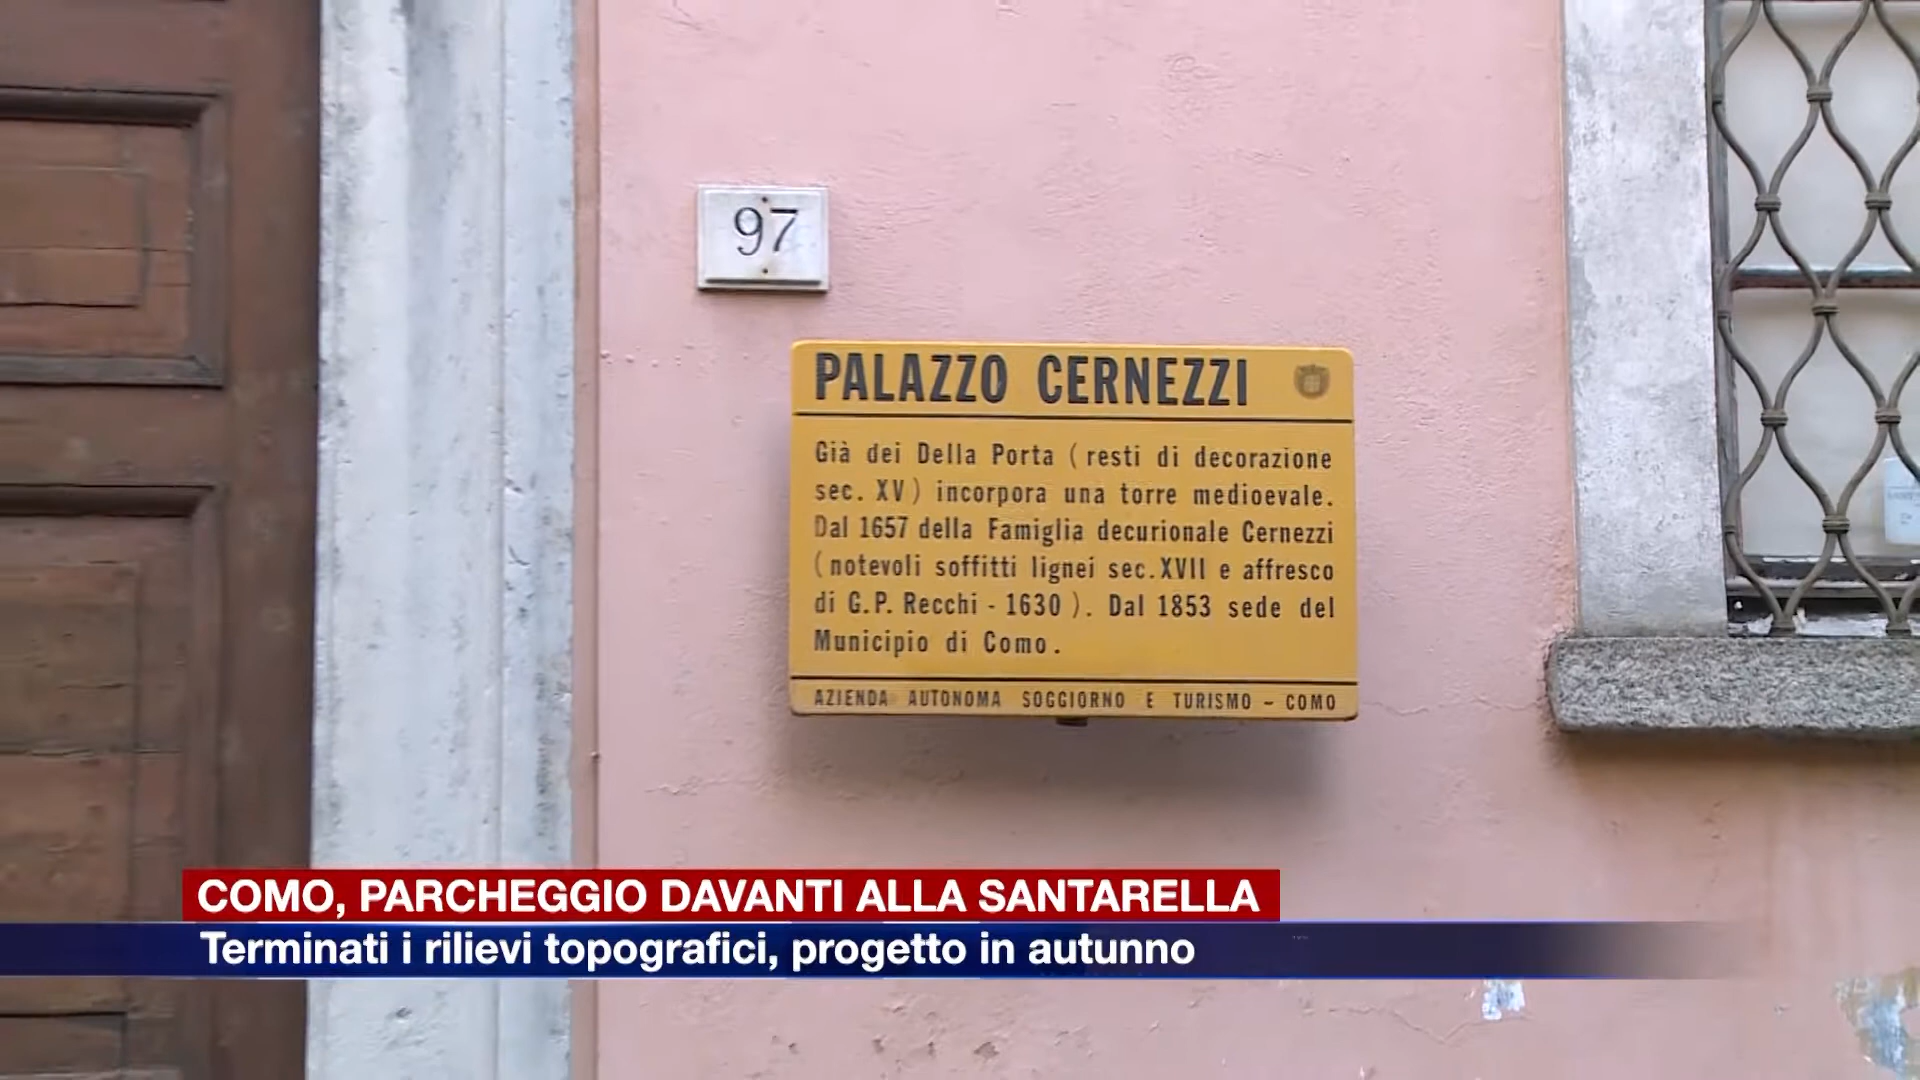 97
PALAZZO CERNEZZI
Già dei Della Porta (resti di decorazione
sec. XV) incorpora una torre medioevale.
Dal 1657 della Famiglia decurionale Cernezzi
(notevoli soffitti lignei sec. XVII e affresco
di G.P. Recchi - 1630). Dal 1853 sede del
Municipio di Como.
AZIENDA AUTONOMA SOGGIORNO E TURISMO - COMO
COMO, PARCHEGGIO DAVANTI ALLA SANTARELLA
Terminati i rilievi topografici, progetto in autunno